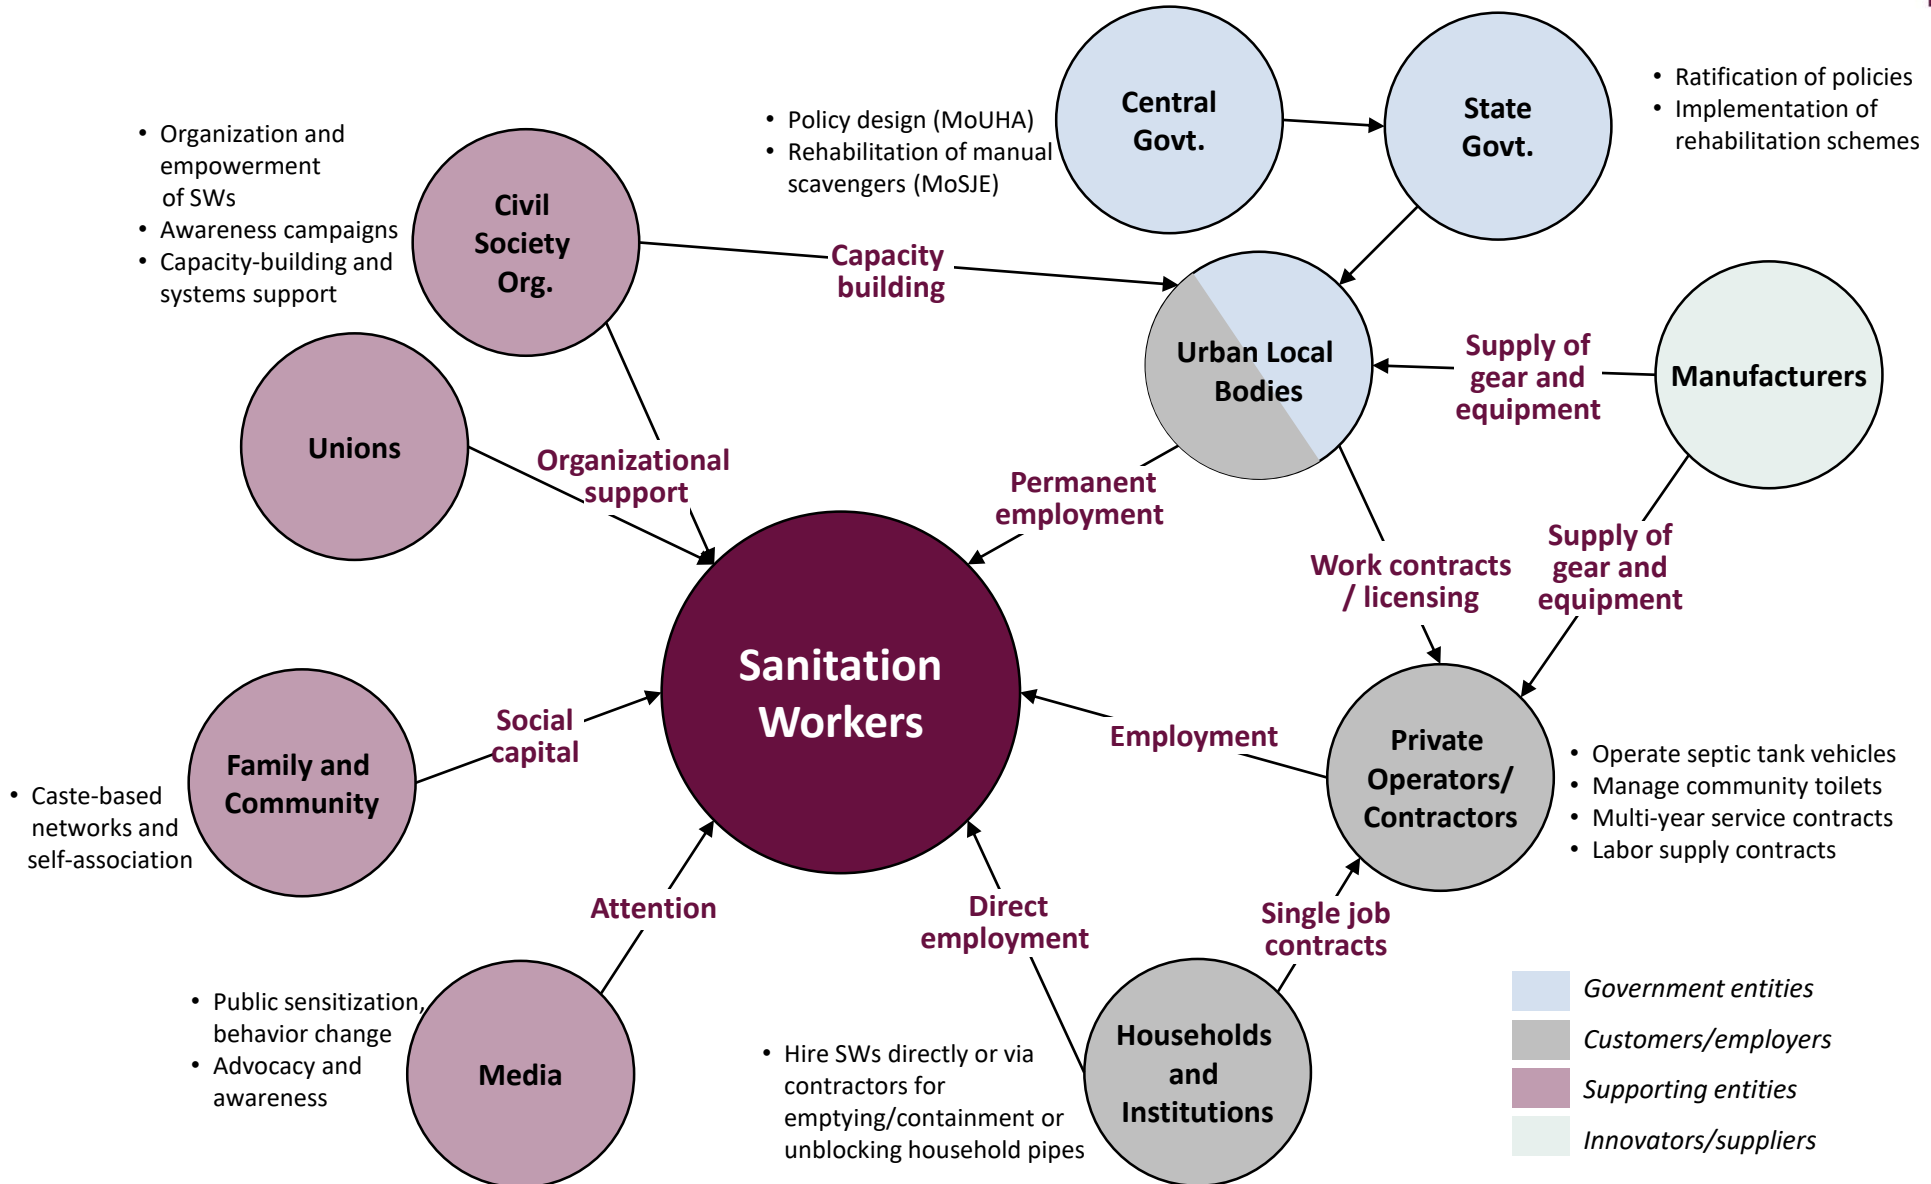 Central
Govt.
State
Govt.
• Ratification of policies
• Implementation of
rehabilitation schemes
• Policy design (MoUHA)
• Rehabilitation of manual
scavengers (MoSJE)
• Organization and
empowerment
of SWs
• Awareness campaigns
• Capacity-building and
systems support
Civil
Society
Org.
Capacity
building
Urban Local
Bodies
Supply of
gear and
equipment
Manufacturers
Unions
Organizational
support
Permanent
employment
Work contracts
/ licensing
Supply of
gear and
equipment
Sanitation
Workers
Social
capital
Family and
Community
• Caste-based
networks and
self-association
Employment
Private
Operators/
Contractors
• Operate septic tank vehicles
• Manage community toilets
• Multi-year service contracts
• Labor supply contracts
Attention
Direct
employment
Single job
contracts
• Public sensitization,
behavior change
• Advocacy and
awareness
Media
• Hire SWs directly or via
contractors for
emptying/containment or
unblocking household pipes
Households
and
Institutions
Government entities
Customers/employers
Supporting entities
Innovators/suppliers